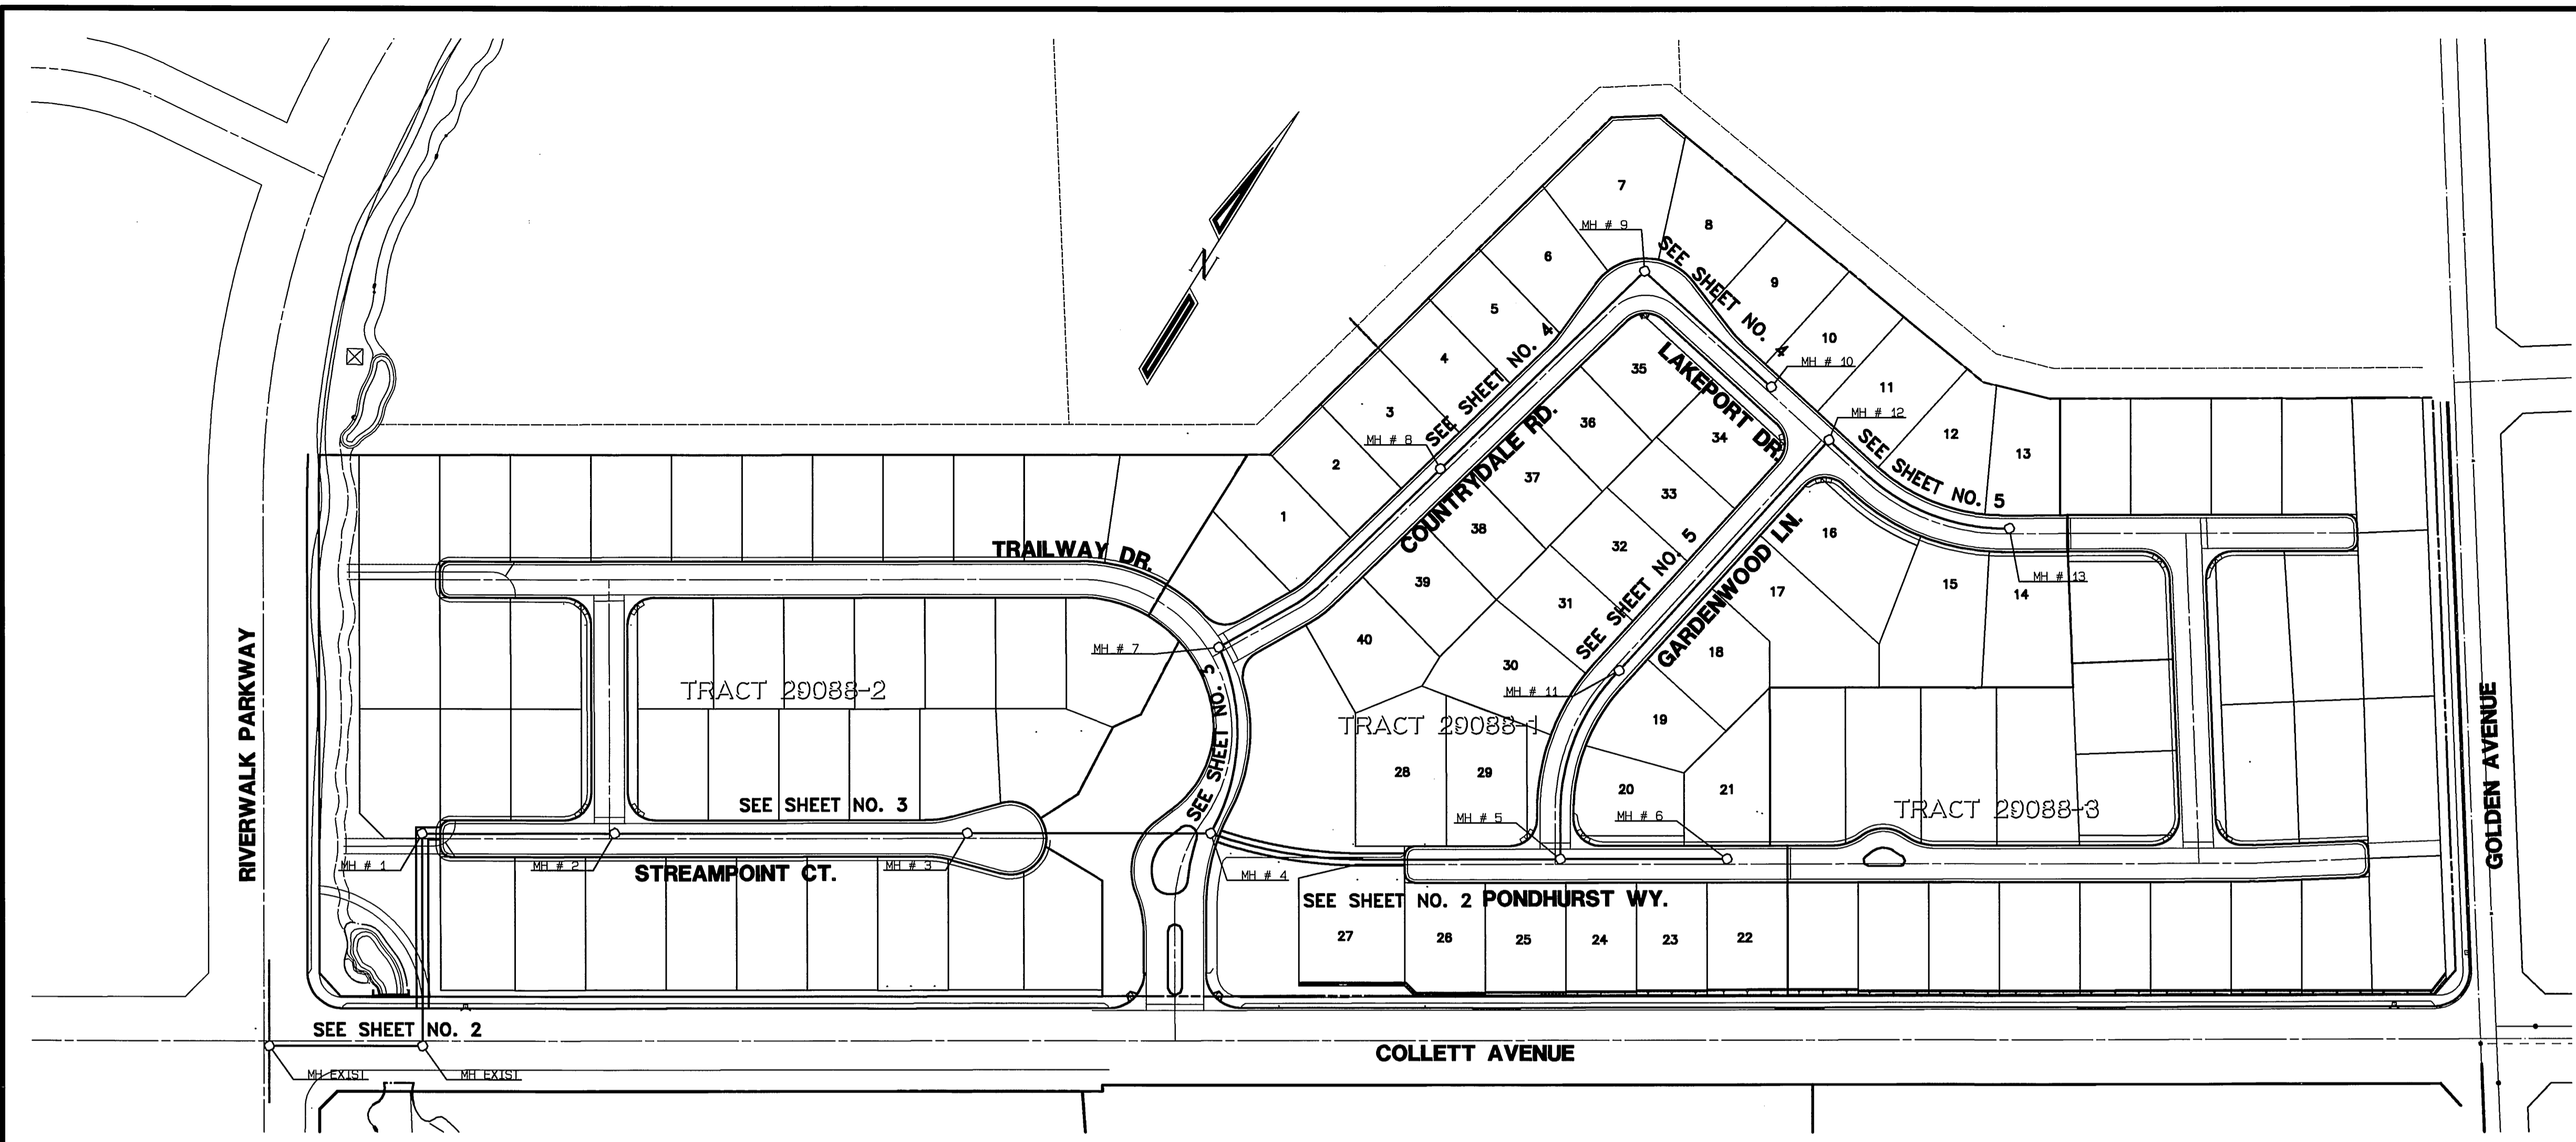 7
MH # 9
8
SEE SHEET NO. 4
6
9
5
10
MH # 10
4
SEE SHEET NO. 4
LAKEPORT DR.
35
11
3
36
MH # 12
COUNTRYDALE RD.
MH # 8
34
12
2
SEE SHEET NO. 5
13
37
33
1
38
16
GARDENWOOD LN.
TRAILWAY DR.
32
SEE SHEET NO. 5
MH # 13
39
17
15
14
31
40
18
MH # 7
30
MH # 11
TRACT 29088-2
SEE SHEET NO. 5
TRACT 29088-1
19
RIVERWALK PARKWAY
GOLDEN AVENUE
28
29
20
21
SEE SHEET NO. 3
TRACT 29088-3
MH # 5
MH # 6
MH # 1
MH # 2
MH # 3
STREAMPOINT CT.
MH # 4
SEE SHEET NO. 2 PONDHURST WY.
27
26
25
24
23
22
SEE SHEET NO. 2
COLLETT AVENUE
MH EXIST
MH EXIST
N